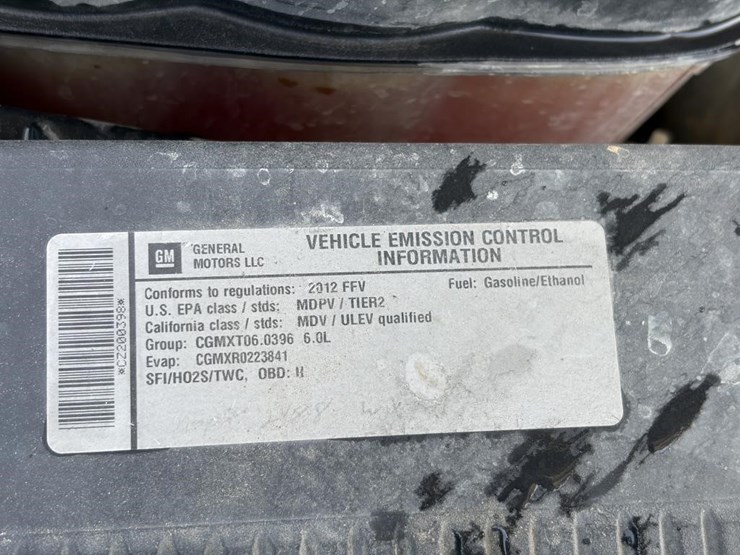 GM GENERAL MOTORS LLC
VEHICLE EMISSION CONTROL
INFORMATION
Conforms to regulations: 2012 FFV Fuel: Gasoline/Ethanol
U.S. EPA class / stds: MDPV / TIER2
California class / stds: MDV / ULEV qualified
Group: CGMXT06.0396 6.0L
Evap: CGMXR0223841
SFI/HO2S/TWC, OBD: II
*CZ200398*